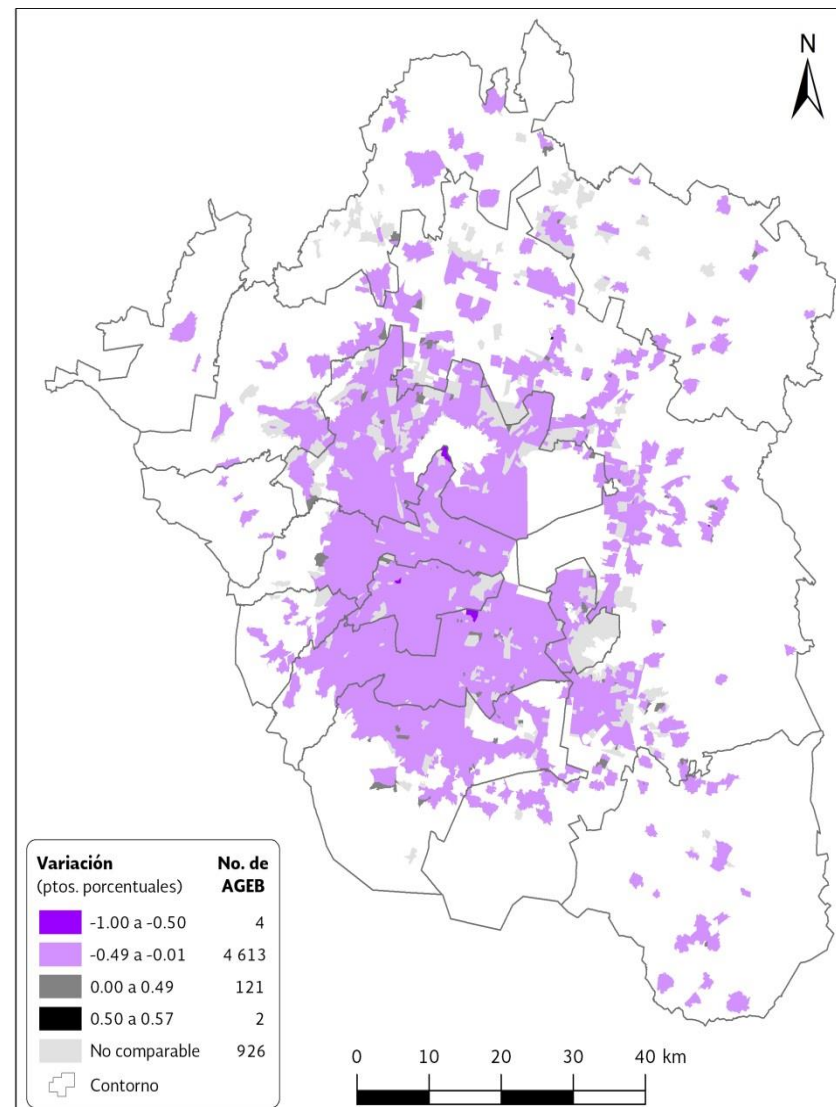 N
Variación No. de
(ptos. porcentuales) AGEB
-1.00 a -0.50 4
-0.49 a -0.01 4 613
0.00 a 0.49 121
0.50 a 0.57 2
No comparable 926
Contorno
0 10 20 30 40 km